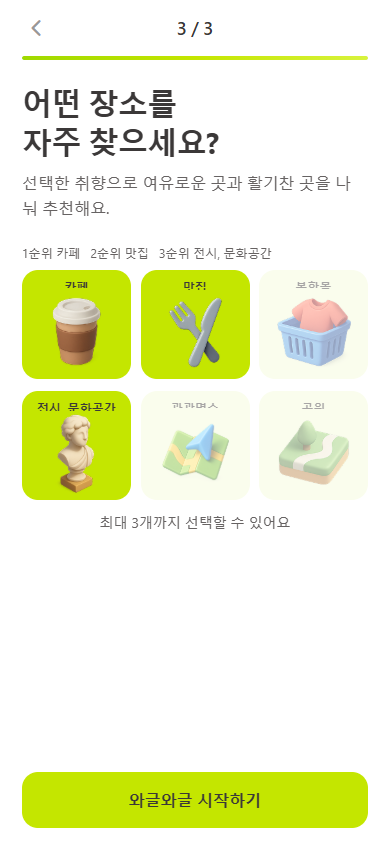 3 / 3
어떤 장소를
자주 찾으세요?
선택한 취향으로 여유로운 곳과 활기찬 곳을 나
눠 추천해요.
1순위 카페 2순위 맛집 3순위 전시, 문화공간
카페 맛집 복합몰
전시, 문화공간 관광명소 공원
최대 3개까지 선택할 수 있어요
와글와글 시작하기